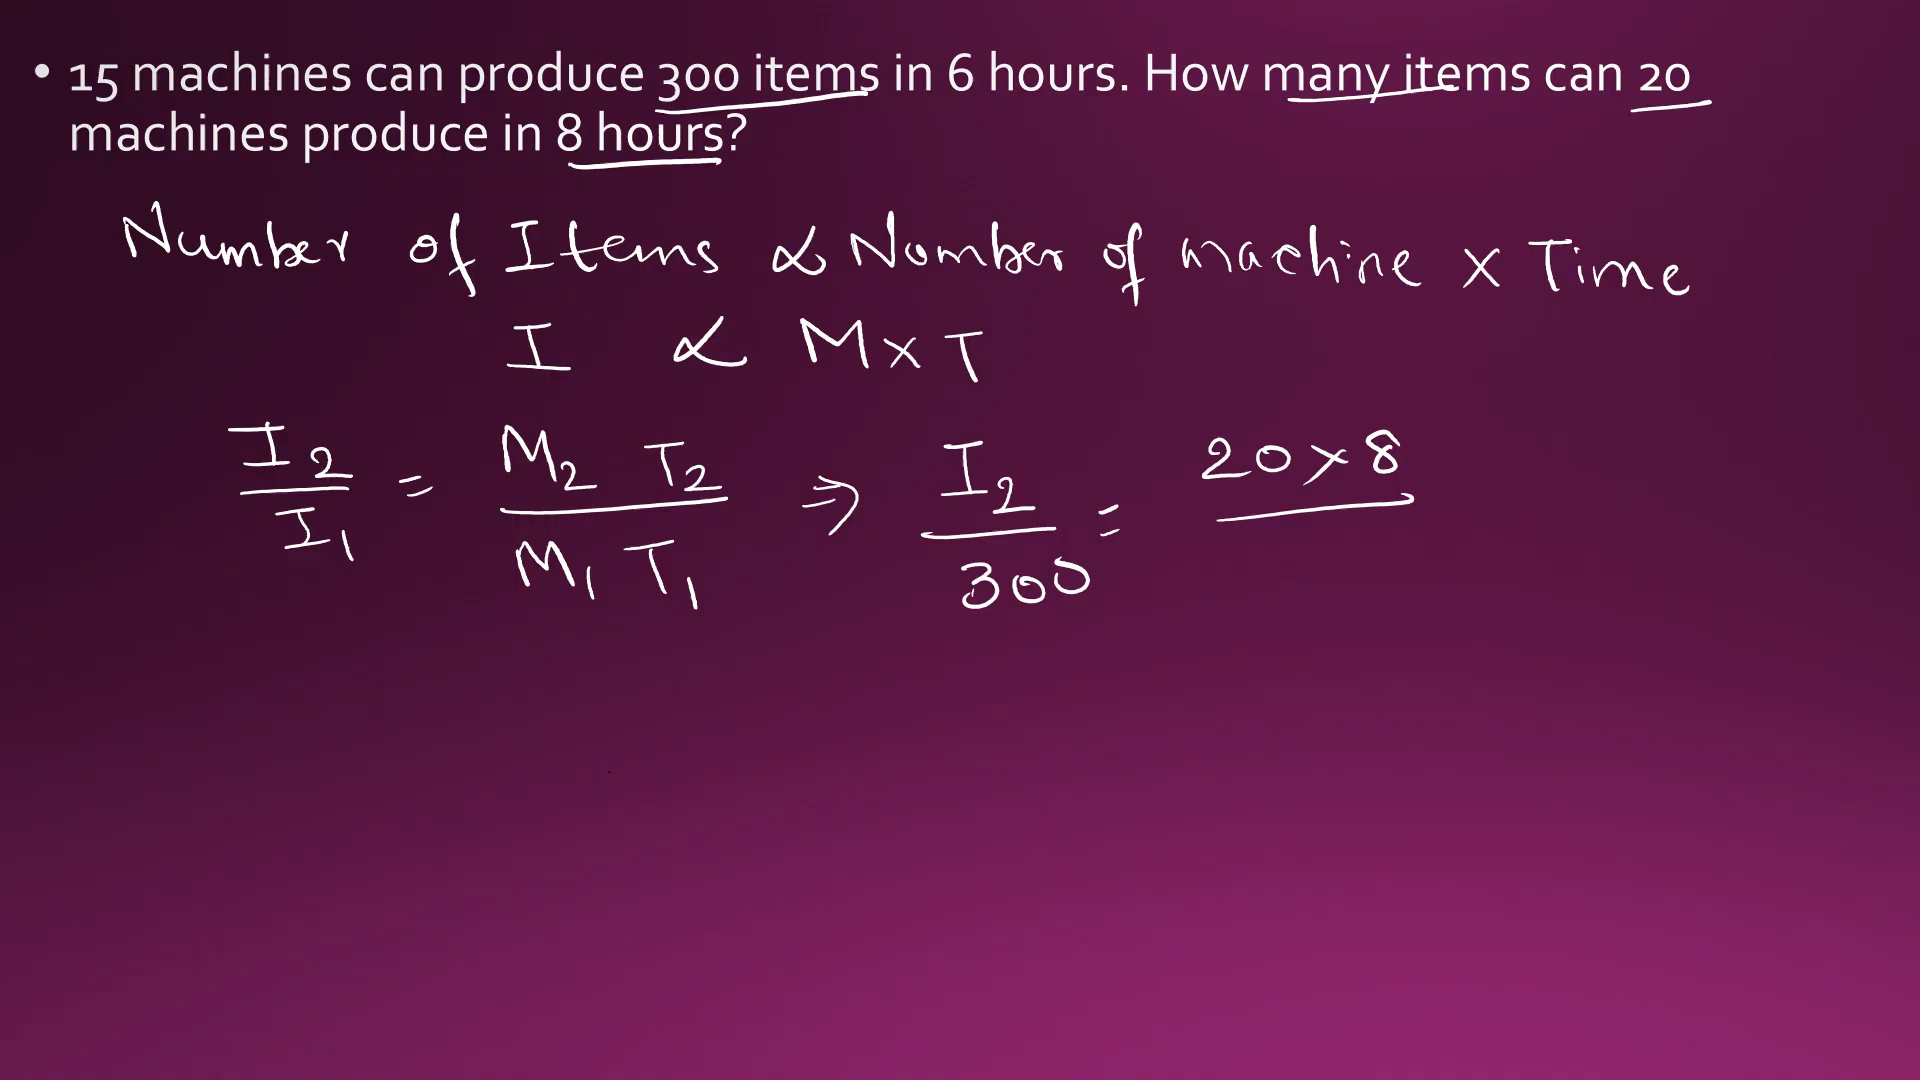 • 15 machines can produce 300 items in 6 hours. How many items can 20
machines produce in 8 hours?
Number of Items ∝ Number of machine × Time
I ∝ M × T
I₂/I₁ = M₂ T₂ / M₁ T₁ ⇒ I₂/300 = 20 × 8 /